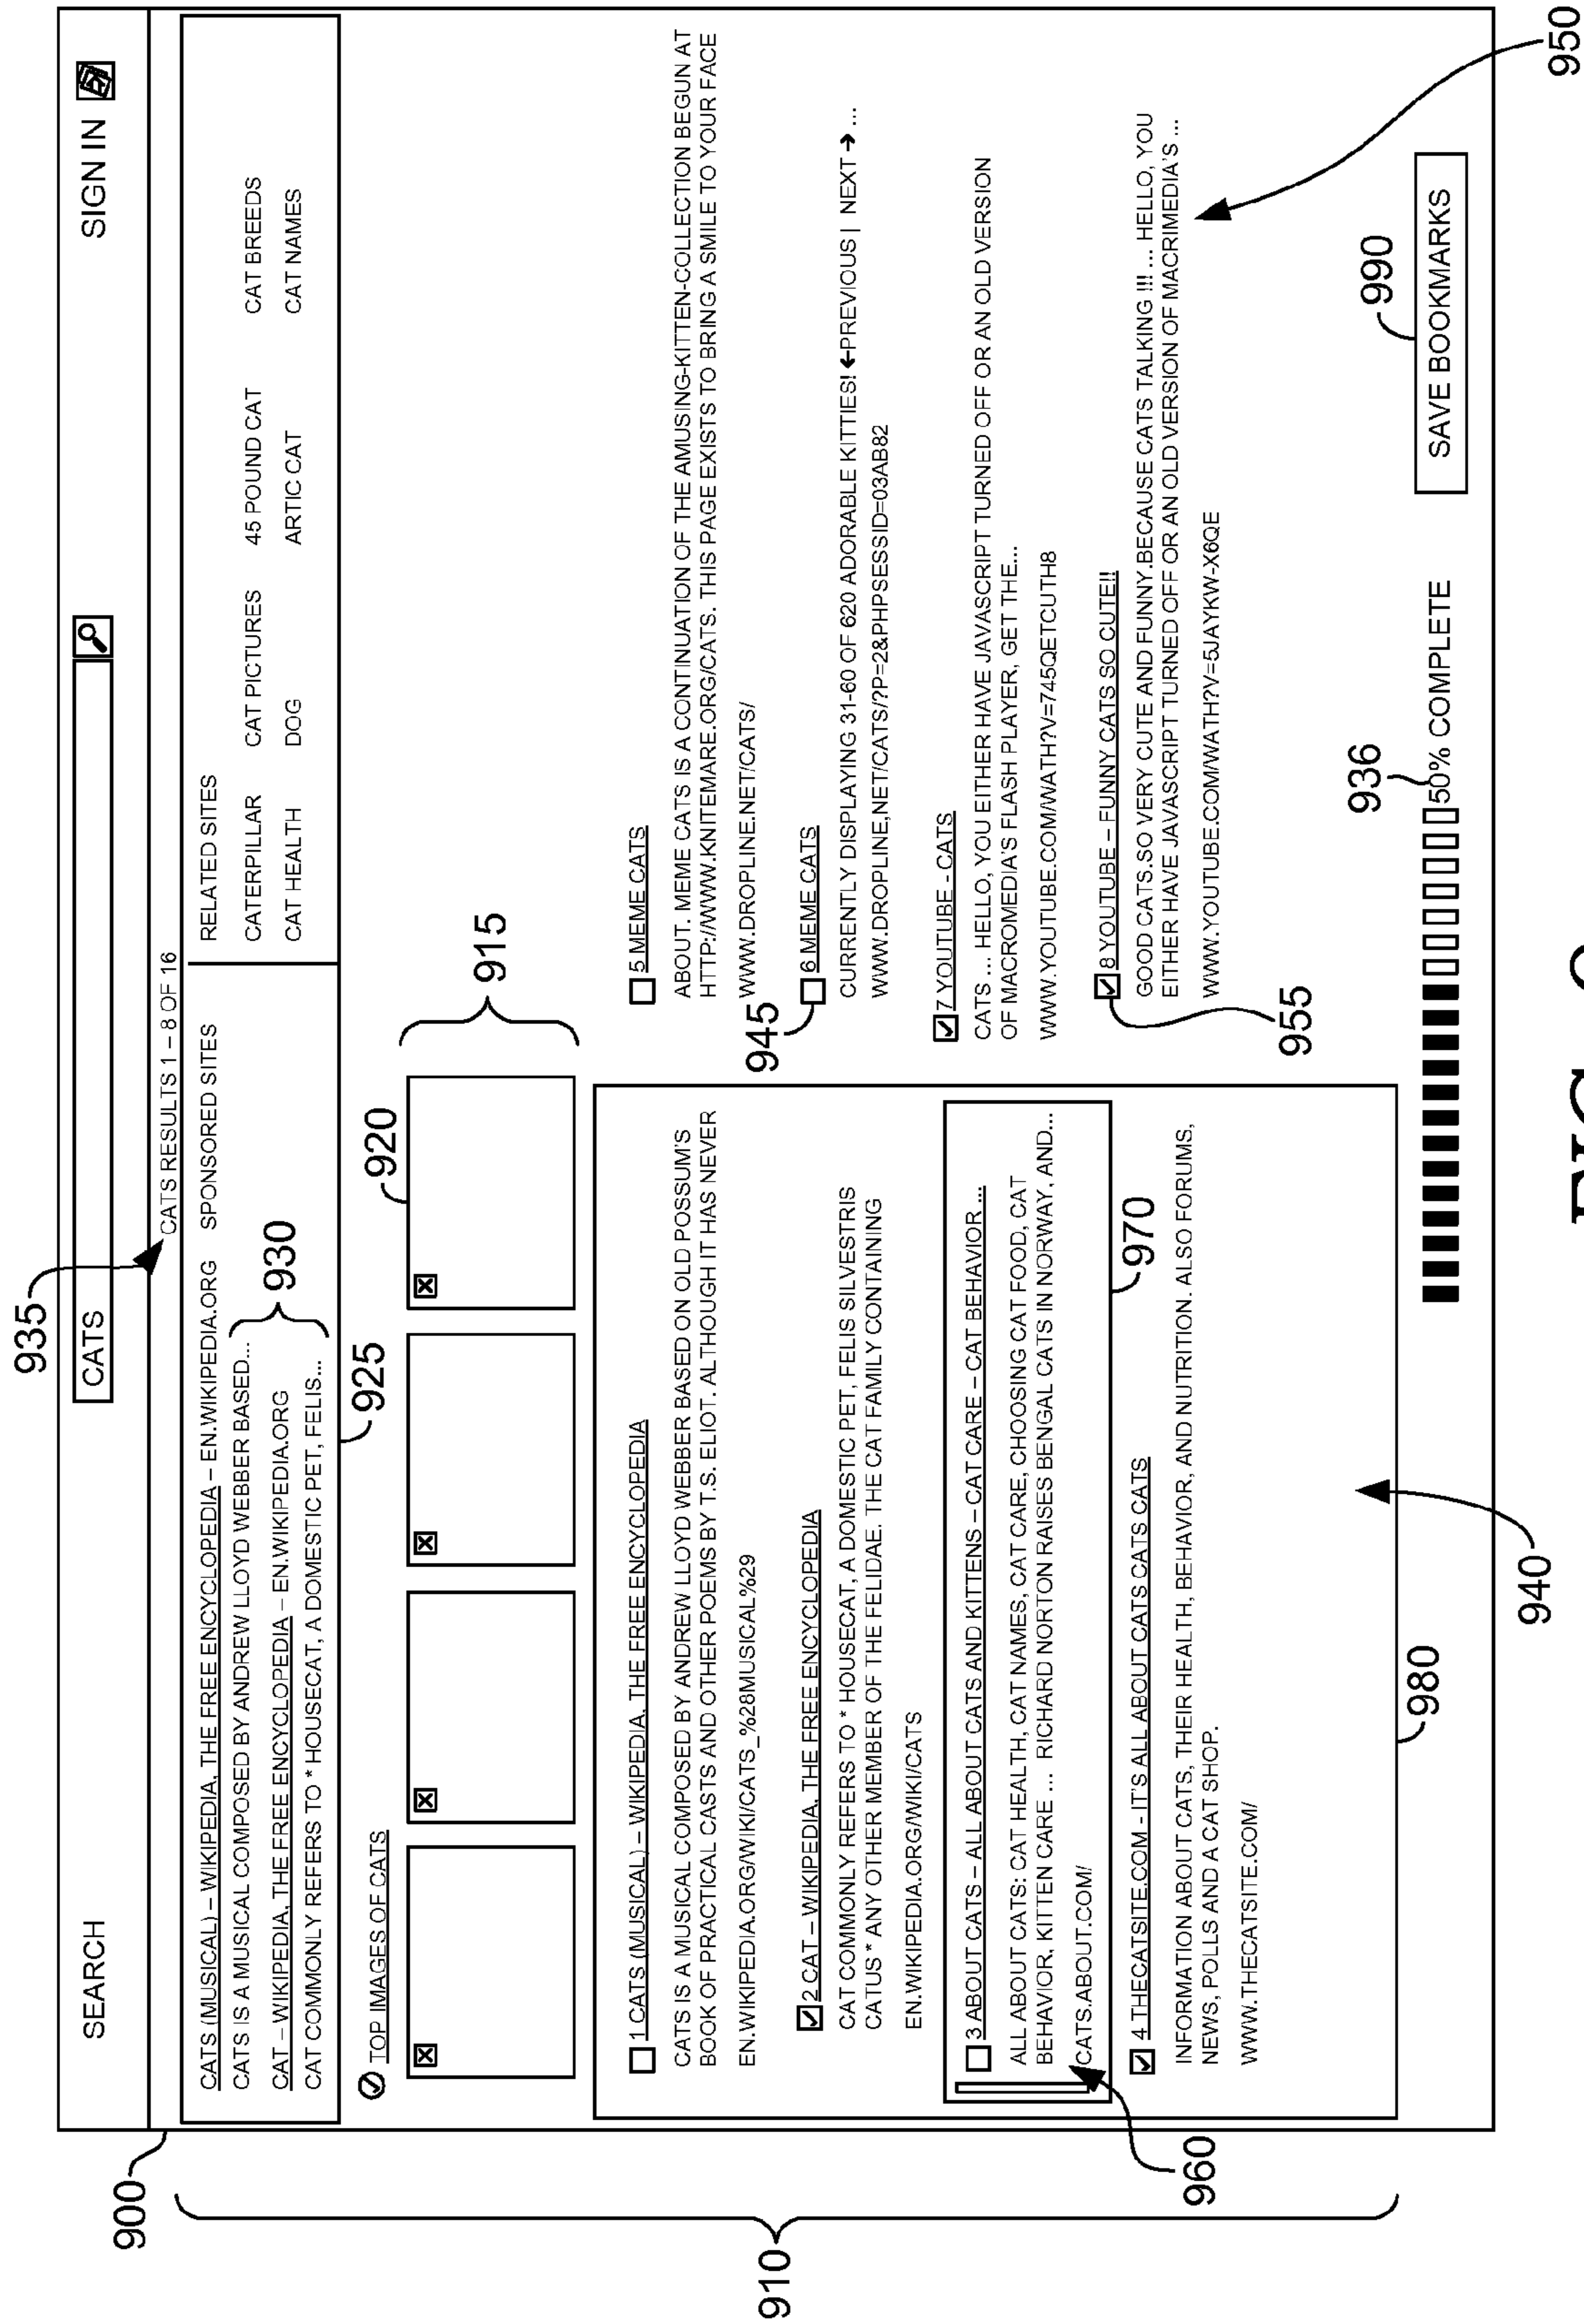 935
SEARCH
CATS
SIGN IN
900
CATS RESULTS 1 – 8 OF 16
CATS (MUSICAL) – WIKIPEDIA, THE FREE ENCYCLOPEDIA – EN.WIKIPEDIA.ORG SPONSORED SITES
CATS IS A MUSICAL COMPOSED BY ANDREW LLOYD WEBBER BASED...
CAT – WIKIPEDIA, THE FREE ENCYCLOPEDIA – EN.WIKIPEDIA.ORG
CAT COMMONLY REFERS TO * HOUSECAT, A DOMESTIC PET, FELIS...
930
RELATED SITES
CATERPILLAR CAT PICTURES 45 POUND CAT CAT BREEDS
CAT HEALTH DOG ARTIC CAT CAT NAMES
925
920
915
TOP IMAGES OF CATS
910
1 CATS (MUSICAL) – WIKIPEDIA, THE FREE ENCYCLOPEDIA
CATS IS A MUSICAL COMPOSED BY ANDREW LLOYD WEBBER BASED ON OLD POSSUM'S
BOOK OF PRACTICAL CASTS AND OTHER POEMS BY T.S. ELIOT. ALTHOUGH IT HAS NEVER
EN.WIKIPEDIA.ORG/WIKI/CATS_%28MUSICAL%29
2 CAT – WIKIPEDIA, THE FREE ENCYCLOPEDIA
CAT COMMONLY REFERS TO * HOUSECAT, A DOMESTIC PET, FELIS SILVESTRIS
CATUS * ANY OTHER MEMBER OF THE FELIDAE. THE CAT FAMILY CONTAINING
EN.WIKIPEDIA.ORG/WIKI/CATS
3 ABOUT CATS – ALL ABOUT CATS AND KITTENS – CAT CARE – CAT BEHAVIOR ...
ALL ABOUT CATS: CAT HEALTH, CAT NAMES, CAT CARE, CHOOSING CAT FOOD, CAT
BEHAVIOR, KITTEN CARE ... RICHARD NORTON RAISES BENGAL CATS IN NORWAY, AND...
CATS.ABOUT.COM/
960
970
4 THECATSITE.COM - IT'S ALL ABOUT CATS CATS CATS
INFORMATION ABOUT CATS, THEIR HEALTH, BEHAVIOR, AND NUTRITION. ALSO FORUMS,
NEWS, POLLS AND A CAT SHOP.
WWW.THECATSITE.COM/
980
940
5 MEME CATS
ABOUT. MEME CATS IS A CONTINUATION OF THE AMUSING-KITTEN-COLLECTION BEGUN AT
HTTP://WWW.KNITEMARE.ORG/CATS. THIS PAGE EXISTS TO BRING A SMILE TO YOUR FACE
WWW.DROPLINE.NET/CATS/
945
6 MEME CATS
CURRENTLY DISPLAYING 31-60 OF 620 ADORABLE KITTIES! ←PREVIOUS | NEXT → ...
WWW.DROPLINE,NET/CATS/?P=2&PHPSESSID=03AB82
7 YOUTUBE - CATS
CATS ... HELLO, YOU EITHER HAVE JAVASCRIPT TURNED OFF OR AN OLD VERSION
OF MACROMEDIA'S FLASH PLAYER, GET THE...
WWW.YOUTUBE.COM/WATH?V=745QETCUTH8
8 YOUTUBE – FUNNY CATS SO CUTE!!
GOOD CATS.SO VERY CUTE AND FUNNY.BECAUSE CATS TALKING !!! ... HELLO, YOU
EITHER HAVE JAVASCRIPT TURNED OFF OR AN OLD VERSION OF MACRIMEDIA'S ...
WWW.YOUTUBE.COM/WATH?V=5JAYKW-X6QE
955
950
936
50% COMPLETE
990
SAVE BOOKMARKS